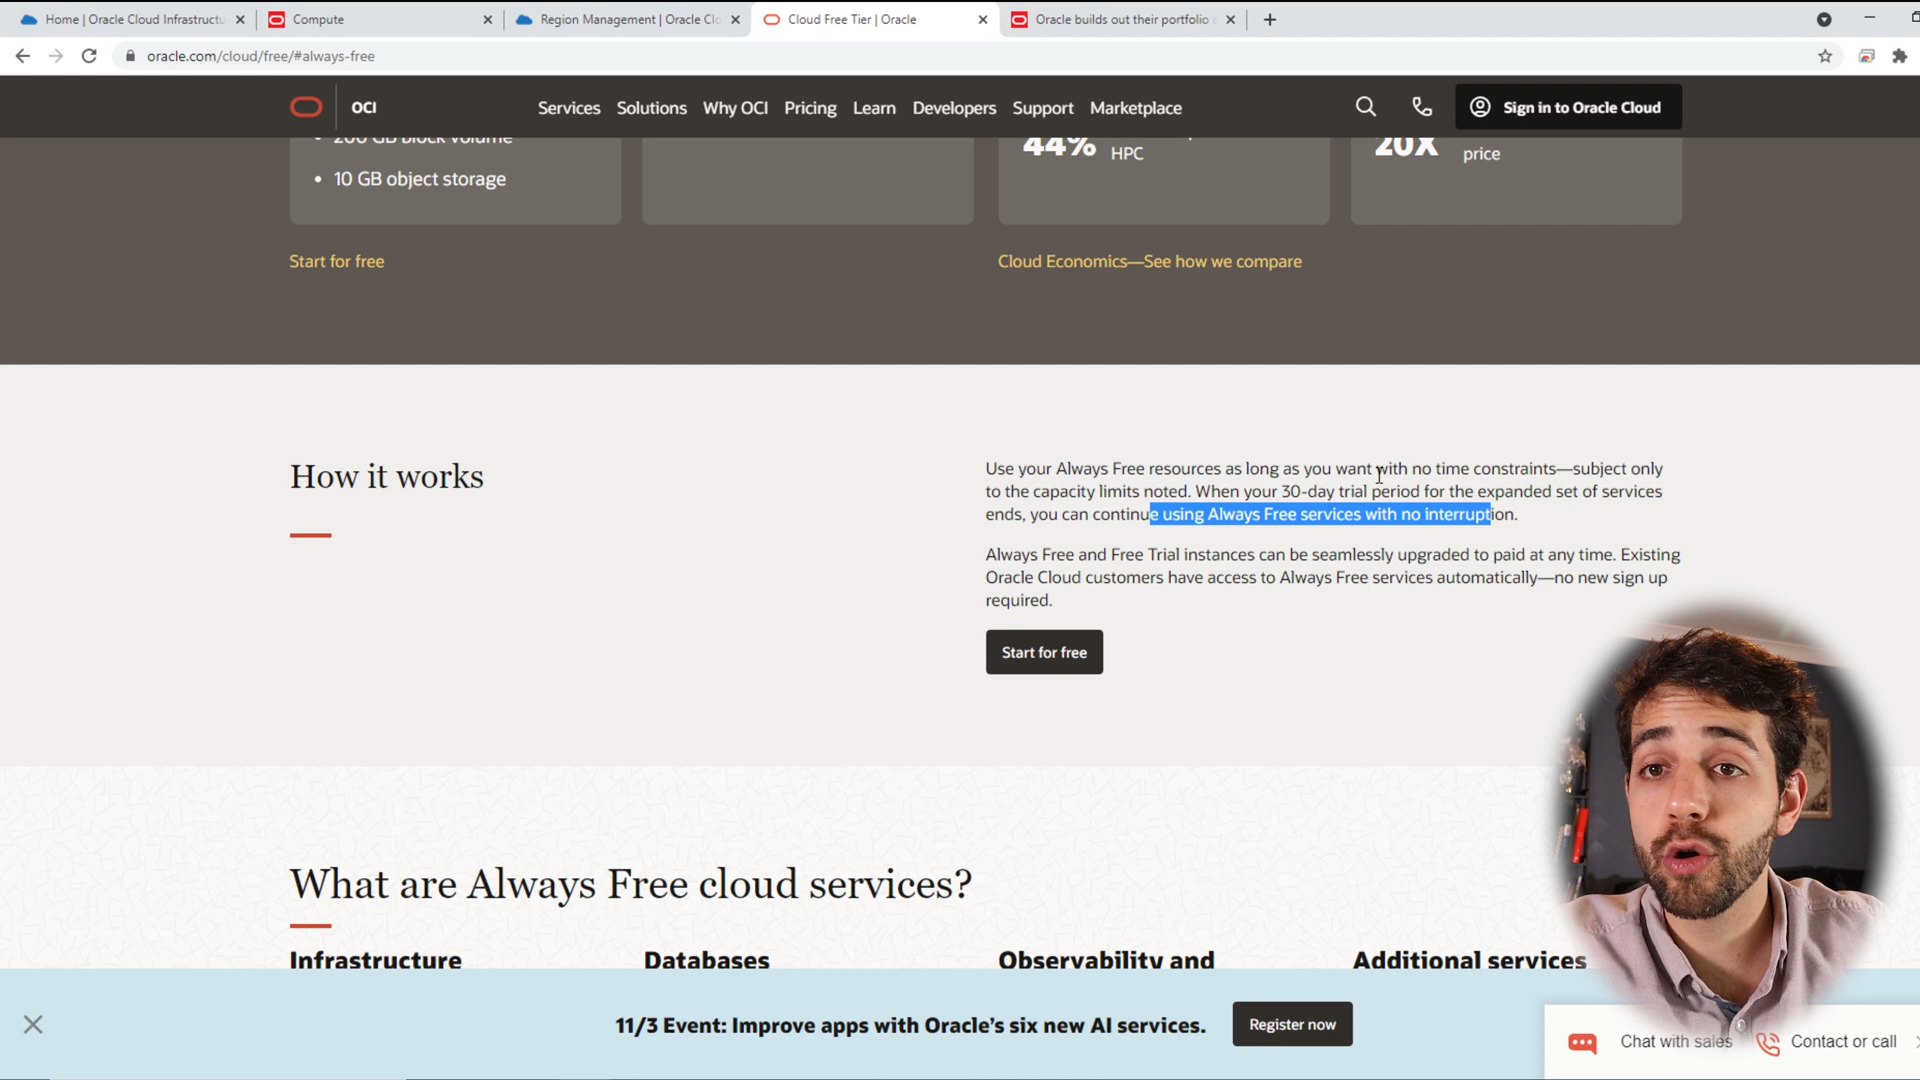 Home | Oracle Cloud Infrastructu
Compute
Region Management | Oracle Clo
Cloud Free Tier | Oracle
Oracle builds out their portfolio
oracle.com/cloud/free/#always-free
OCI
Services
Solutions
Why OCI
Pricing
Learn
Developers
Support
Marketplace
Sign in to Oracle Cloud
200 GB block volume
• 10 GB object storage
44%
HPC
20X
price
Start for free
Cloud Economics—See how we compare
How it works
Use your Always Free resources as long as you want with no time constraints—subject only
to the capacity limits noted. When your 30-day trial period for the expanded set of services
ends, you can continue using Always Free services with no interruption.
Always Free and Free Trial instances can be seamlessly upgraded to paid at any time. Existing
Oracle Cloud customers have access to Always Free services automatically—no new sign up
required.
Start for free
What are Always Free cloud services?
Infrastructure
Databases
Observability and
Additional services
11/3 Event: Improve apps with Oracle’s six new AI services.
Register now
Chat with sales
Contact or call